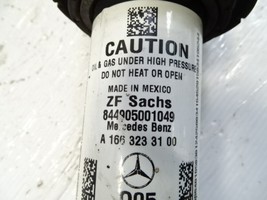 CAUTION
OIL & GAS UNDER HIGH PRESSURE
DO NOT HEAT OR OPEN
MADE IN MEXICO
ZF Sachs
844905001049
Mercedes Benz
A 166 323 31 00
005